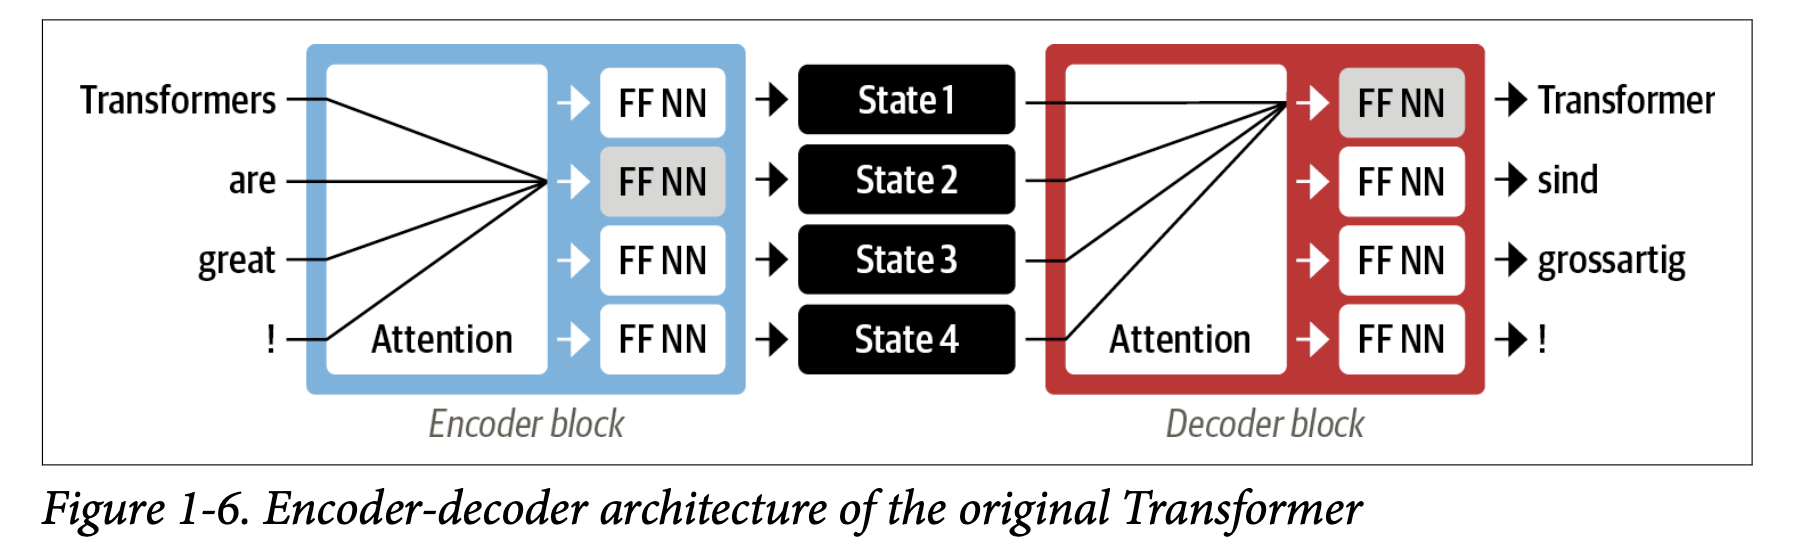 Transformers FF NN State 1 FF NN Transformer
are FF NN State 2 FF NN sind
great FF NN State 3 FF NN grossartig
! Attention FF NN State 4 Attention FF NN !
Encoder block Decoder block
Figure 1-6. Encoder-decoder architecture of the original Transformer